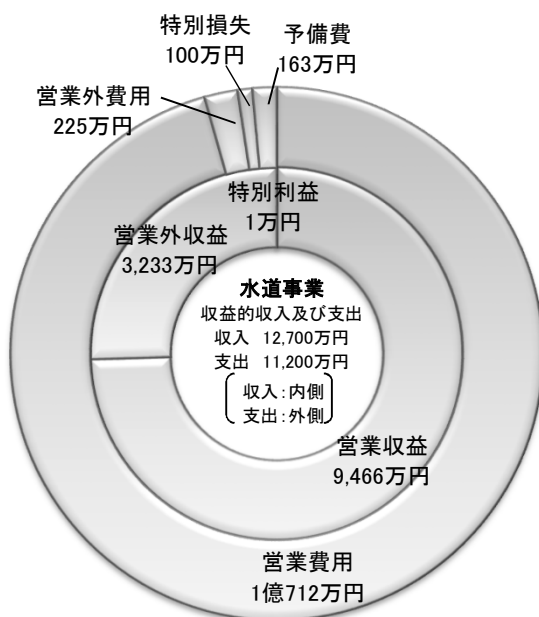 特別損失
100万円
予備費
163万円
営業外費用
225万円
特別利益
1万円
営業外収益
3,233万円
水道事業
収益的収入及び支出
収入 12,700万円
支出 11,200万円
収入:内側
支出:外側
営業収益
9,466万円
営業費用
1億712万円